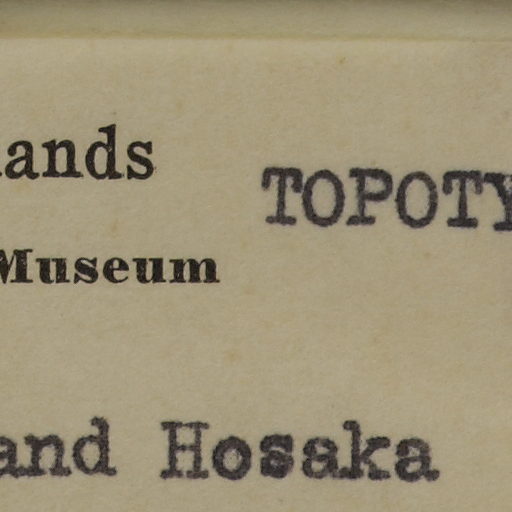 ands
TOPOTY
Museum
and Hosaka